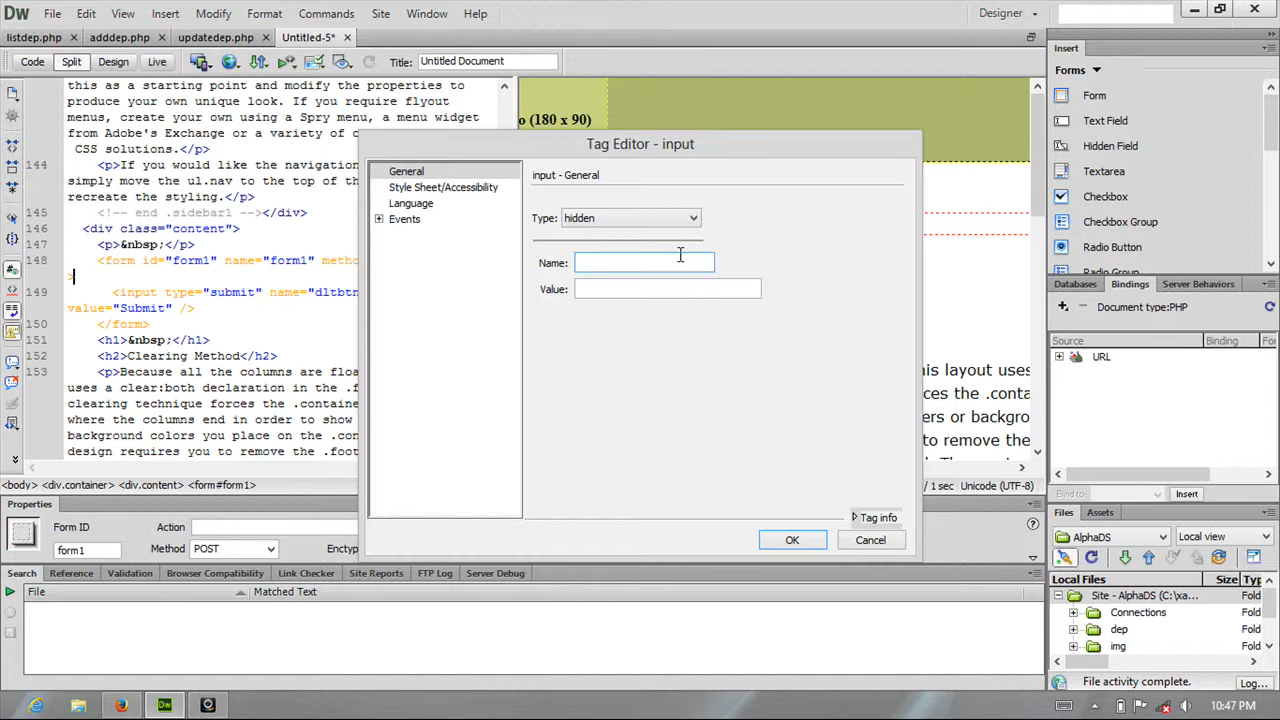 Dw File Edit View Insert Modify Format Commands Site Window Help Designer
listdep.php adddep.php updatedep.php Untitled-5*
Code Split Design Live Title: Untitled Document
this as a starting point and modify the properties to
produce your own unique look. If you require flyout
menus, create your own using a Spry menu, a menu widget
from Adobe's Exchange or a variety of
CSS solutions.</p>
144 <p>If you would like the navigation
simply move the ul.nav to the top of the
recreate the styling.</p>
145 <!-- end .sidebar1 --></div>
146 <div class="content">
147 <p>&nbsp;</p>
148 <form id="form1" name="form1"
>
149 <input type="submit" name="dltbtn
value="Submit" />
150 </form>
151 <h1>&nbsp;</h1>
152 <h2>Clearing Method</h2>
153 <p>Because all the columns are
uses a clear:both declaration in the
clearing technique forces the
where the columns end in order to show
background colors you place on the
design requires you to remove the
(180 x 90)
his layout uses
ces the
ers or
to remove the
Tag Editor - input
General
Style Sheet/Accessibility
Language
Events
input - General
Type: hidden
Name:
Value:
Tag info
OK Cancel
<body> <div.container> <div.content> <form#form1> / 1 sec Unicode (UTF-8)
Properties
Form ID
form1
Action
Method POST
Search Reference Validation Browser Compatibility Link Checker Site Reports FTP Log Server Debug
File Matched Text
Insert
Forms
Form
Text Field
Hidden Field
Textarea
Checkbox
Checkbox Group
Radio Button
Radio Group
Databases Bindings Server Behaviors
Document type:PHP
Source Binding
URL
Bind to: Insert
Files Assets
AlphaDS Local view
Local Files Size
Site - AlphaDS (C:\xa... Fold
Connections Fold
dep Fold
img Fold
File activity complete. Log...
10:47 PM